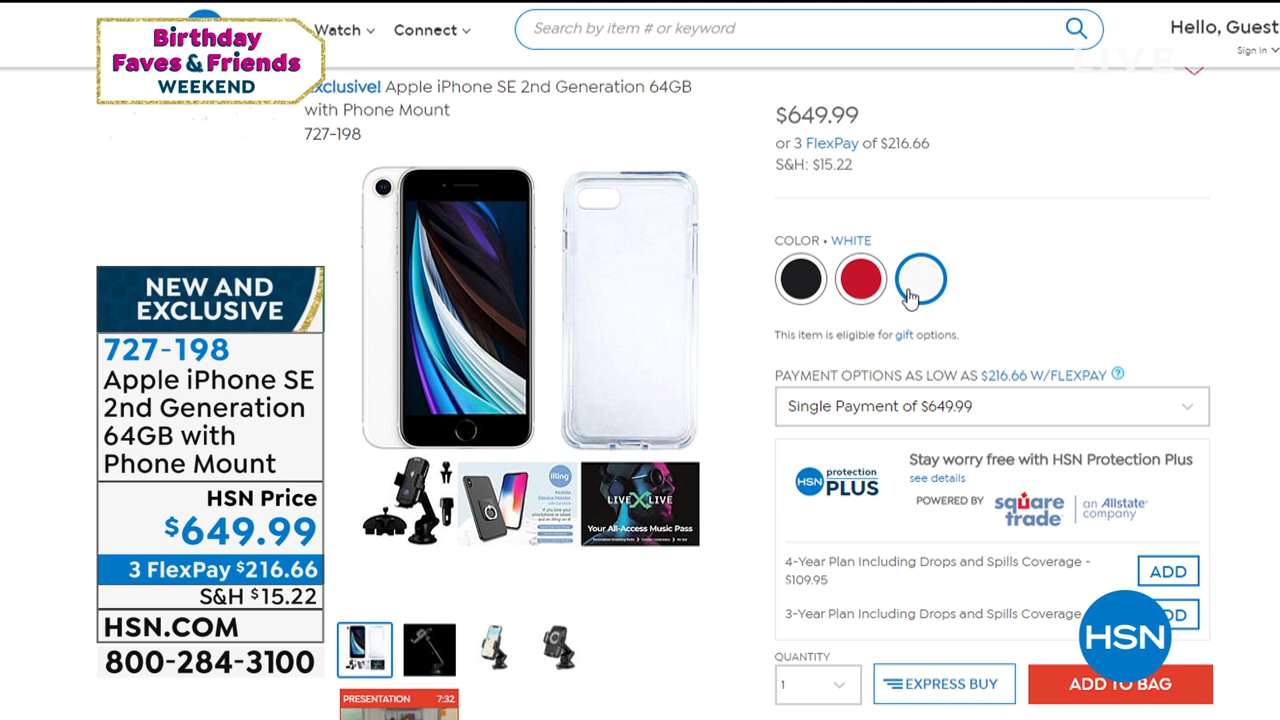 Birthday
Faves & Friends
WEEKEND
Watch
Connect
Search by item # or keyword
Hello, Guest
Sign In
LIVE
Exclusive! Apple iPhone SE 2nd Generation 64GB
with Phone Mount
727-198
$649.99
or 3 FlexPay of $216.66
S&H: $15.22
COLOR • WHITE
This item is eligible for gift options.
PAYMENT OPTIONS AS LOW AS $216.66 W/FLEXPAY ?
Single Payment of $649.99
HSN protection PLUS
Stay worry free with HSN Protection Plus
see details
POWERED BY square trade | an Allstate company
4-Year Plan Including Drops and Spills Coverage -
$109.95
ADD
3-Year Plan Including Drops and Spills Coverage
QUANTITY
1
EXPRESS BUY
ADD TO BAG
HSN
NEW AND
EXCLUSIVE
727-198
Apple iPhone SE
2nd Generation
64GB with
Phone Mount
HSN Price
$649.99
3 FlexPay $216.66
S&H $15.22
HSN.COM
800-284-3100
iRing
Mobile
Device Holder
LIVEXLIVE
Your All-Access Music Pass
PRESENTATION 7:32